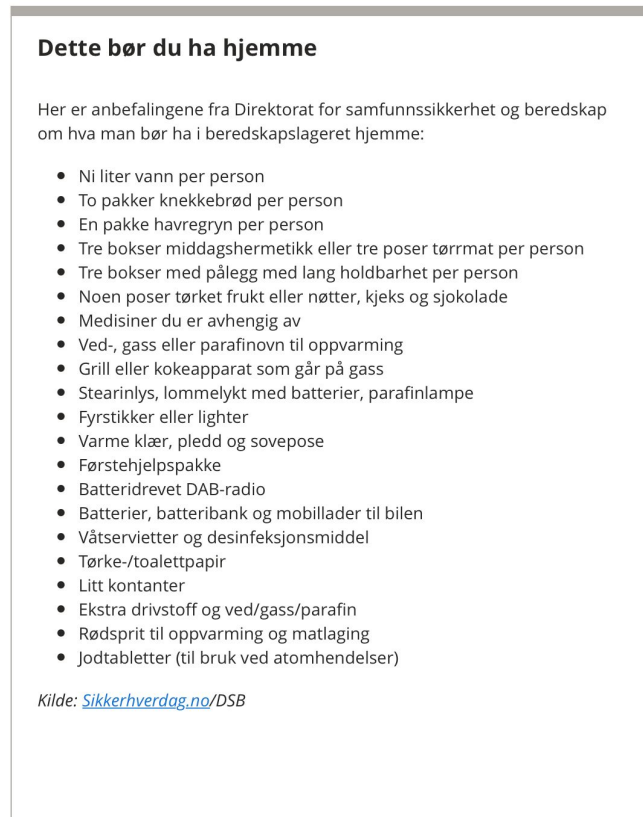 Dette bør du ha hjemme
Her er anbefalingene fra Direktorat for samfunnssikkerhet og beredskap
om hva man bør ha i beredskapslageret hjemme:
• Ni liter vann per person
• To pakker knekkebrød per person
• En pakke havregryn per person
• Tre bokser middagshermetikk eller tre poser tørrmat per person
• Tre bokser med pålegg med lang holdbarhet per person
• Noen poser tørket frukt eller nøtter, kjeks og sjokolade
• Medisiner du er avhengig av
• Ved-, gass eller parafinovn til oppvarming
• Grill eller kokeapparat som går på gass
• Stearinlys, lommelykt med batterier, parafinlampe
• Fyrstikker eller lighter
• Varme klær, pledd og sovepose
• Førstehjelpspakke
• Batteridrevet DAB-radio
• Batterier, batteribank og mobillader til bilen
• Våtservietter og desinfeksjonsmiddel
• Tørke-/toalettpapir
• Litt kontanter
• Ekstra drivstoff og ved/gass/parafin
• Rødsprit til oppvarming og matlaging
• Jodtabletter (til bruk ved atomhendelser)
Kilde: Sikkerhverdag.no/DSB